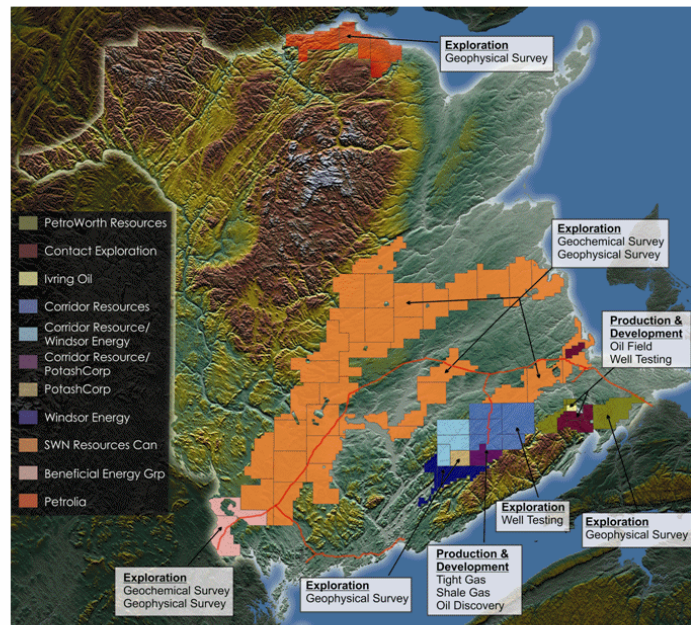 Exploration
Geophysical Survey
PetroWorth Resources
Contact Exploration
Ivring Oil
Corridor Resources
Corridor Resource/
Windsor Energy
Corridor Resource/
PotashCorp
PotashCorp
Windsor Energy
SWN Resources Can
Beneficial Energy Grp
Petrolia
Exploration
Geochemical Survey
Geophysical Survey
Production &
Development
Oil Field
Well Testing
Exploration
Well Testing
Exploration
Geophysical Survey
Production &
Development
Tight Gas
Shale Gas
Oil Discovery
Exploration
Geophysical Survey
Exploration
Geochemical Survey
Geophysical Survey